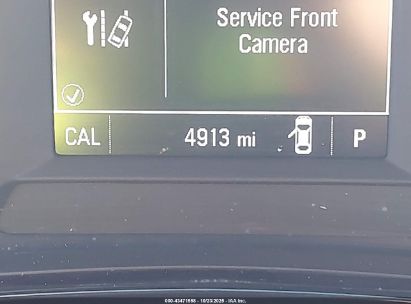 Service Front
Camera
CAL 4913 mi P